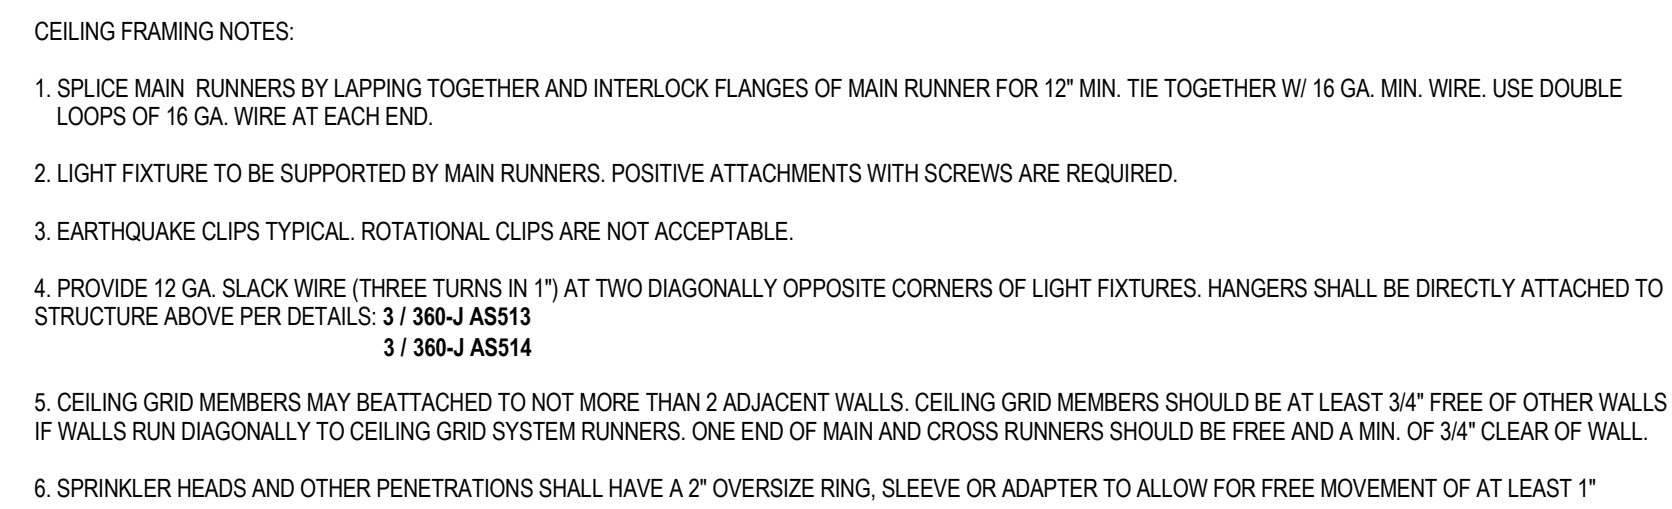 CEILING FRAMING NOTES:
1. SPLICE MAIN RUNNERS BY LAPPING TOGETHER AND INTERLOCK FLANGES OF MAIN RUNNER FOR 12" MIN. TIE TOGETHER W/ 16 GA. MIN. WIRE. USE DOUBLE
LOOPS OF 16 GA. WIRE AT EACH END.
2. LIGHT FIXTURE TO BE SUPPORTED BY MAIN RUNNERS. POSITIVE ATTACHMENTS WITH SCREWS ARE REQUIRED.
3. EARTHQUAKE CLIPS TYPICAL. ROTATIONAL CLIPS ARE NOT ACCEPTABLE.
4. PROVIDE 12 GA. SLACK WIRE (THREE TURNS IN 1") AT TWO DIAGONALLY OPPOSITE CORNERS OF LIGHT FIXTURES. HANGERS SHALL BE DIRECTLY ATTACHED TO
STRUCTURE ABOVE PER DETAILS: 3 / 360-J AS513
3 / 360-J AS514
5. CEILING GRID MEMBERS MAY BEATTACHED TO NOT MORE THAN 2 ADJACENT WALLS. CEILING GRID MEMBERS SHOULD BE AT LEAST 3/4" FREE OF OTHER WALLS
IF WALLS RUN DIAGONALLY TO CEILING GRID SYSTEM RUNNERS. ONE END OF MAIN AND CROSS RUNNERS SHOULD BE FREE AND A MIN. OF 3/4" CLEAR OF WALL.
6. SPRINKLER HEADS AND OTHER PENETRATIONS SHALL HAVE A 2" OVERSIZE RING, SLEEVE OR ADAPTER TO ALLOW FOR FREE MOVEMENT OF AT LEAST 1"